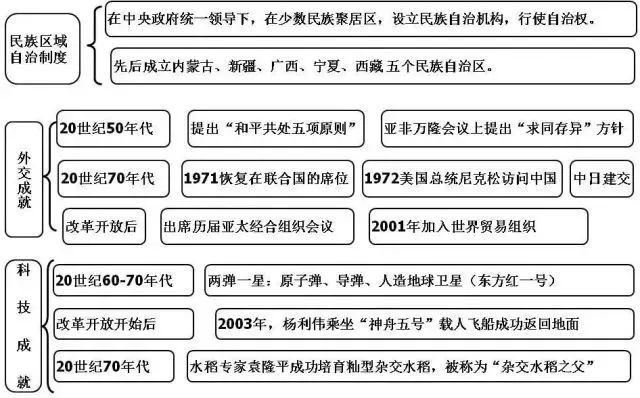 民族区域
自治制度
在中央政府统一领导下，在少数民族聚居区，设立民族自治机构，行使自治权。
先后成立内蒙古、新疆、广西、宁夏、西藏 五个民族自治区。
外交成就
20世纪50年代
提出“和平共处五项原则”
亚非万隆会议上提出“求同存异”方针
20世纪70年代
1971恢复在联合国的席位
1972美国总统尼克松访问中国
中日建交
改革开放后
出席历届亚太经合组织会议
2001年加入世界贸易组织
科技成就
20世纪60-70年代
两弹一星：原子弹、导弹、人造地球卫星（东方红一号）
改革开放开始后
2003年，杨利伟乘坐“神舟五号”载人飞船成功返回地面
20世纪70年代
水稻专家袁隆平成功培育籼型杂交水稻，被称为“杂交水稻之父”